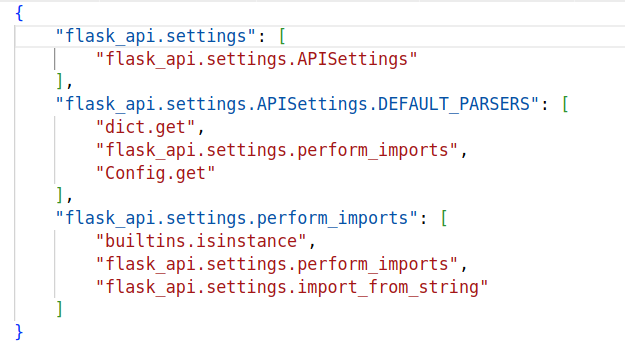 {
    "flask_api.settings": [
        "flask_api.settings.APISettings"
    ],
    "flask_api.settings.APISettings.DEFAULT_PARSERS": [
        "dict.get",
        "flask_api.settings.perform_imports",
        "Config.get"
    ],
    "flask_api.settings.perform_imports": [
        "builtins.isinstance",
        "flask_api.settings.perform_imports",
        "flask_api.settings.import_from_string"
    ]
}